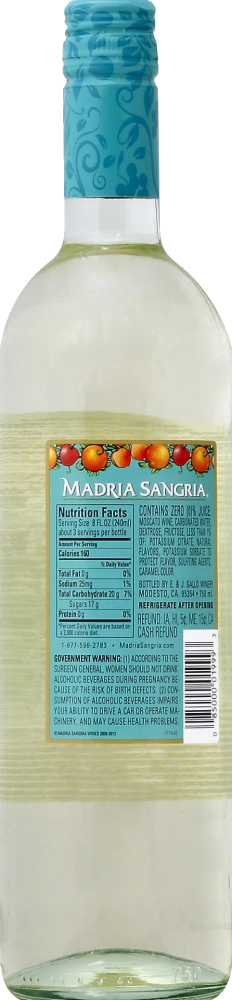 MADRIA SANGRIA
Nutrition Facts
Serving Size 8 FL OZ (240ml)
about 3 servings per bottle
Amount Per Serving
Calories 160
% Daily Value*
Total Fat 0g 0%
Sodium 25mg 1%
Total Carbohydrate 20 g 7%
Sugars 17g
Protein 0g 0%
*Percent Daily Values are based on
a 2,000 calorie diet.
CONTAINS ZERO (0)% JUICE.
MOSCATO WINE, CARBONATED WATER,
DEXTROSE, FRUCTOSE, LESS THAN 1%
OF: POTASSIUM CITRATE, NATURAL
FLAVORS, POTASSIUM SORBATE TO
PROTECT FLAVOR, SULFITING AGENTS,
CARAMEL COLOR.
BOTTLED BY E. & J. GALLO WINERY,
MODESTO, CA. 95354 • 750 mL
REFRIGERATE AFTER OPENING
REFUND: IA, HI, 5¢; ME, 15¢; CA
CASH REFUND
1-877-598-2783 • MadriaSangria.com
GOVERNMENT WARNING: (1) ACCORDING TO THE
SURGEON GENERAL, WOMEN SHOULD NOT DRINK
ALCOHOLIC BEVERAGES DURING PREGNANCY BE-
CAUSE OF THE RISK OF BIRTH DEFECTS. (2) CON-
SUMPTION OF ALCOHOLIC BEVERAGES IMPAIRS
YOUR ABILITY TO DRIVE A CAR OR OPERATE MA-
CHINERY, AND MAY CAUSE HEALTH PROBLEMS.
© MADRIA SANGRIA WINES 2009-2012
0 85000 01999 3
750